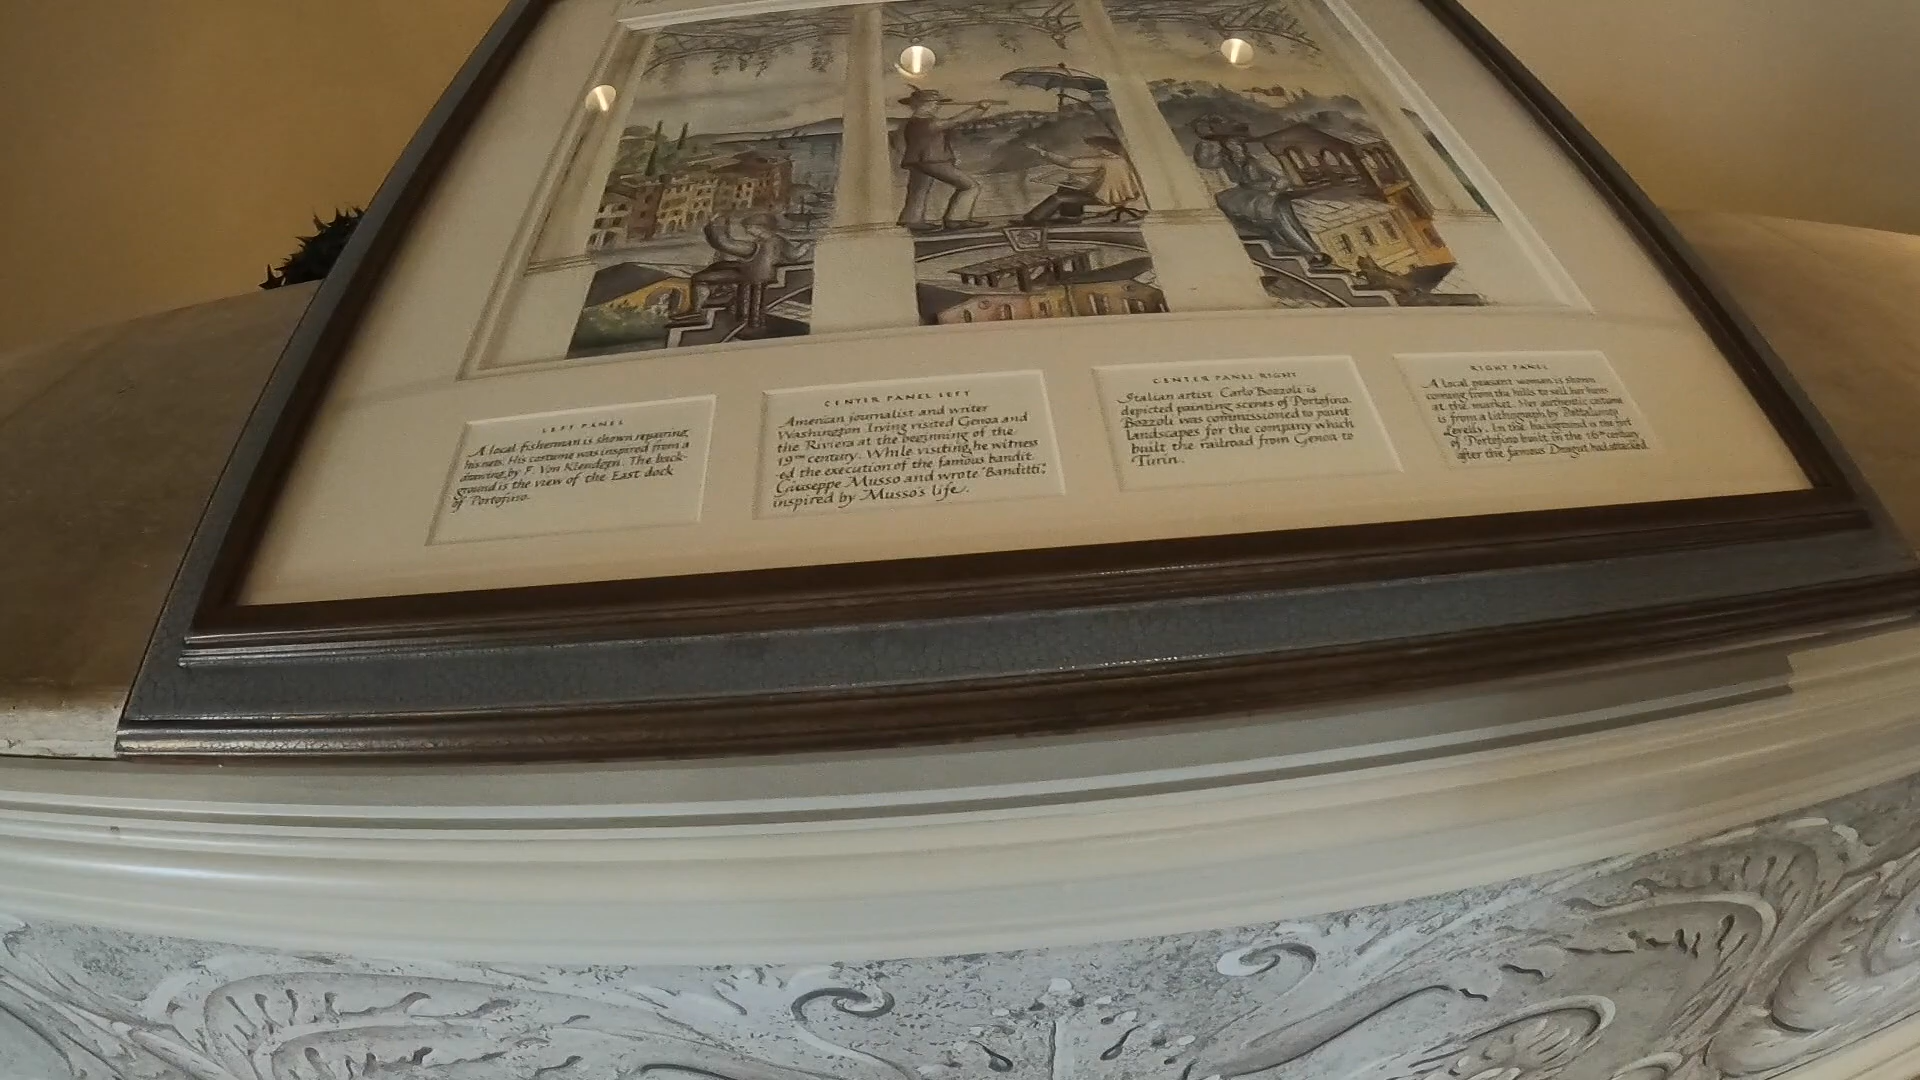 LEFT PANEL
A local fisherman is shown repairing
his nets. His costume was inspired from a
drawing by F. Von Klendgen. The back-
ground is the view of the East dock
of Portofino.
CENTER PANEL LEFT
American journalist and writer
Washington Irving visited Genoa and
the Riviera at the beginning of the
19TH century. While visiting, he witness
ed the execution of the famous bandit
Giuseppe Musso and wrote "Banditti",
inspired by Musso's life.
CENTER PANEL RIGHT
Italian artist Carlo Bozzoli is
depicted painting scenes of Portofino.
Bozzoli was commissioned to paint
landscapes for the company which
built the railroad from Genoa to
Turin.
RIGHT PANEL
A local peasant woman is shown
coming from the hills to sell her
at the market. Her authentic costume
is from a lithograph by
In the background is the
of Portofino built in the 16th century
after the famous Dragut had attacked.